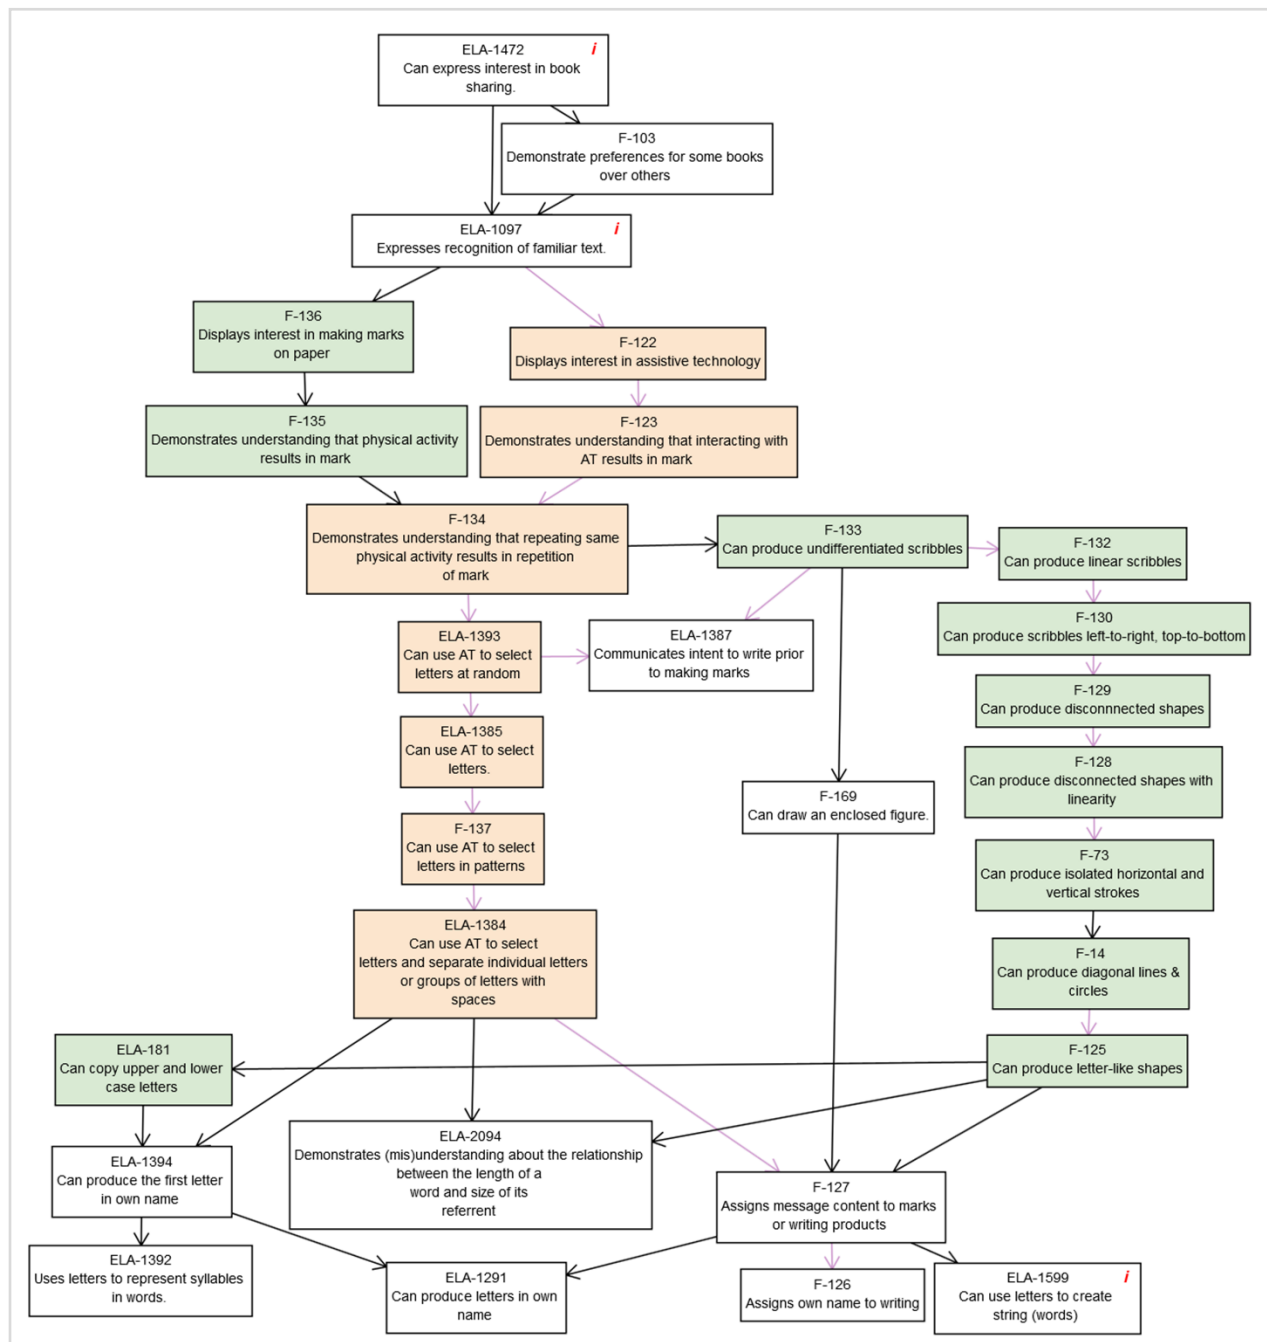 ELA-1472 i
Can express interest in book
sharing.
F-103
Demonstrate preferences for some books
over others
ELA-1097 i
Expresses recognition of familiar text.
F-136
Displays interest in making marks
on paper
F-122
Displays interest in assistive technology
F-135
Demonstrates understanding that physical activity
results in mark
F-123
Demonstrates understanding that interacting with
AT results in mark
F-134
Demonstrates understanding that repeating same
physical activity results in repetition
of mark
F-133
Can produce undifferentiated scribbles
F-132
Can produce linear scribbles
F-130
Can produce scribbles left-to-right, top-to-bottom
ELA-1393
Can use AT to select
letters at random
ELA-1387
Communicates intent to write prior
to making marks
F-129
Can produce disconnnected shapes
ELA-1385
Can use AT to select
letters.
F-128
Can produce disconnected shapes with
linearity
F-169
Can draw an enclosed figure.
F-137
Can use AT to select
letters in patterns
F-73
Can produce isolated horizontal and
vertical strokes
ELA-1384
Can use AT to select
letters and separate individual letters
or groups of letters with
spaces
F-14
Can produce diagonal lines &
circles
ELA-181
Can copy upper and lower
case letters
F-125
Can produce letter-like shapes
ELA-2094
Demonstrates (mis)understanding about the relationship
between the length of a
word and size of its
referrent
ELA-1394
Can produce the first letter
in own name
F-127
Assigns message content to marks
or writing products
ELA-1392
Uses letters to represent syllables
in words.
ELA-1291
Can produce letters in own
name
F-126
Assigns own name to writing
ELA-1599 i
Can use letters to create
string (words)